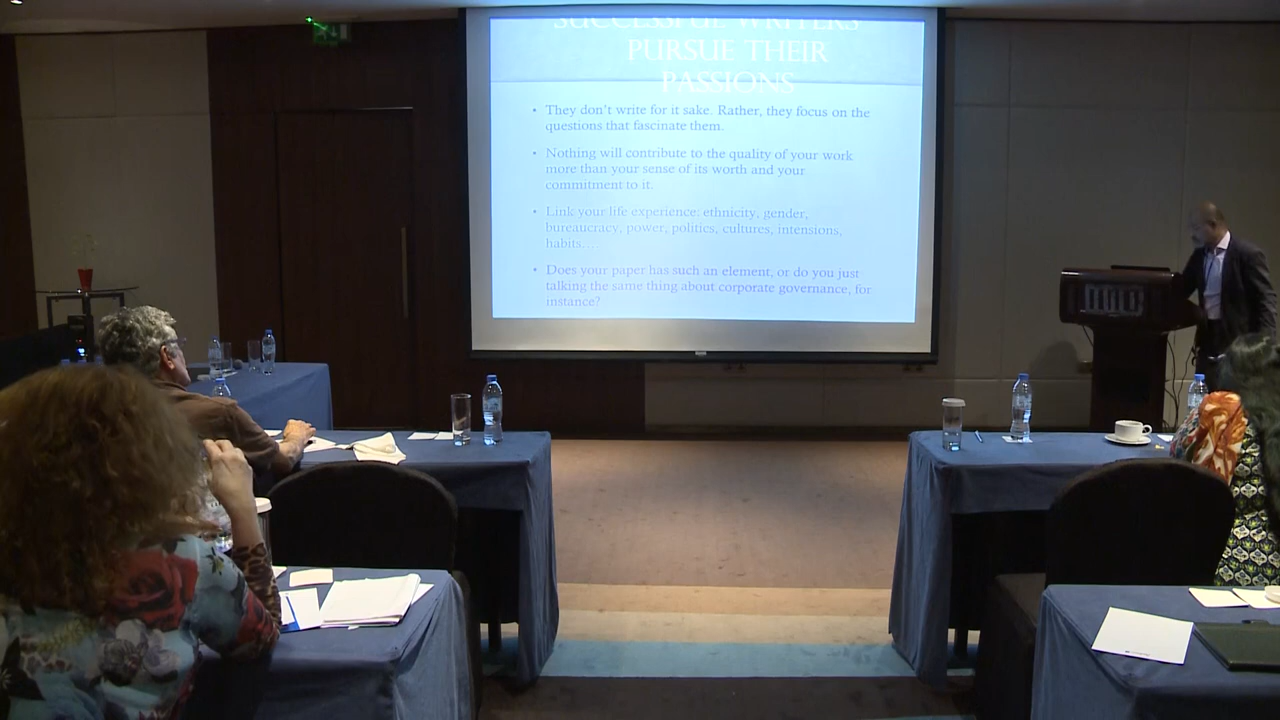 SUCCESSFUL WRITERS
PURSUE THEIR
PASSIONS
• They don't write for it sake. Rather, they focus on the
questions that fascinate them.
• Nothing will contribute to the quality of your work
more than your sense of its worth and your
commitment to it.
• Link your life experience: ethnicity, gender,
bureaucracy, power, politics, cultures, intensions,
habits....
• Does your paper has such an element, or do you just
talking the same thing about corporate governance, for
instance?